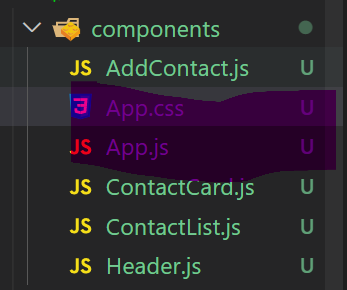 components
JS AddContact.js U
App.css U
JS App.js U
JS ContactCard.js U
JS ContactList.js U
JS Header.js U